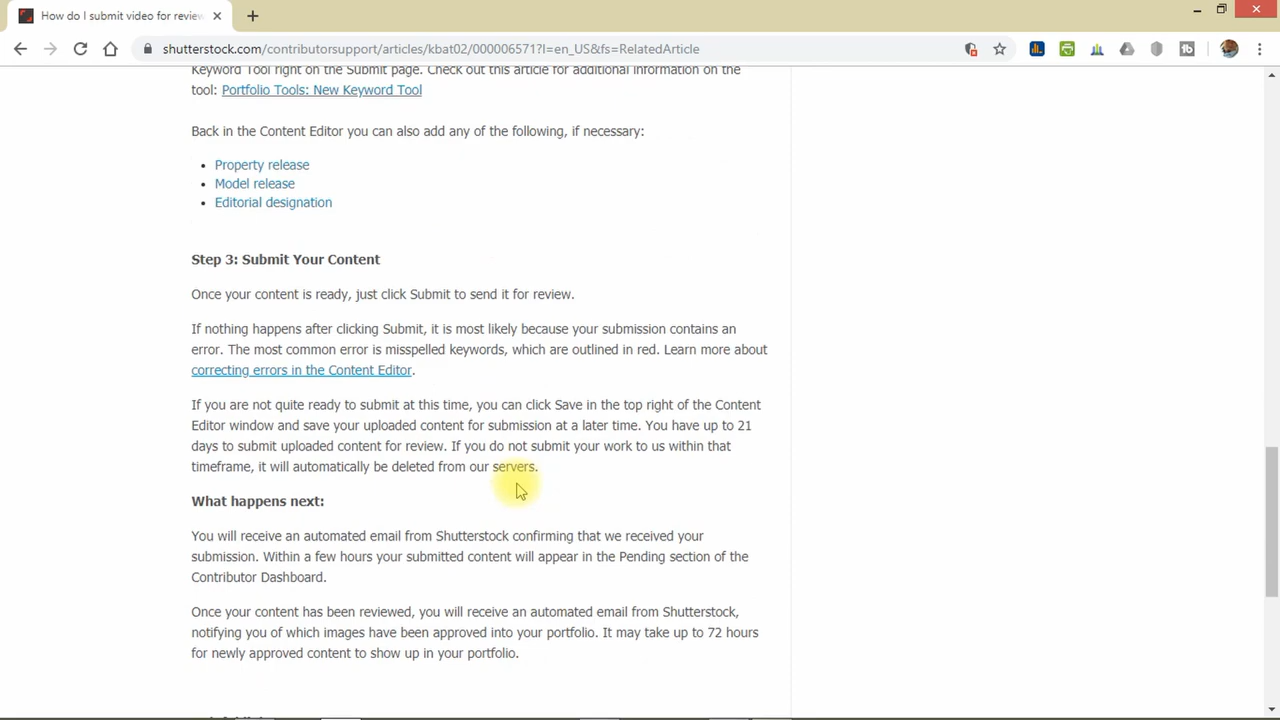 How do I submit video for review
shutterstock.com/contributorsupport/articles/kbat02/000006571?l=en_US&fs=RelatedArticle
Keyword Tool right on the Submit page. Check out this article for additional information on the
tool: Portfolio Tools: New Keyword Tool
Back in the Content Editor you can also add any of the following, if necessary:
• Property release
• Model release
• Editorial designation
Step 3: Submit Your Content
Once your content is ready, just click Submit to send it for review.
If nothing happens after clicking Submit, it is most likely because your submission contains an
error. The most common error is misspelled keywords, which are outlined in red. Learn more about
correcting errors in the Content Editor.
If you are not quite ready to submit at this time, you can click Save in the top right of the Content
Editor window and save your uploaded content for submission at a later time. You have up to 21
days to submit uploaded content for review. If you do not submit your work to us within that
timeframe, it will automatically be deleted from our servers.
What happens next:
You will receive an automated email from Shutterstock confirming that we received your
submission. Within a few hours your submitted content will appear in the Pending section of the
Contributor Dashboard.
Once your content has been reviewed, you will receive an automated email from Shutterstock,
notifying you of which images have been approved into your portfolio. It may take up to 72 hours
for newly approved content to show up in your portfolio.